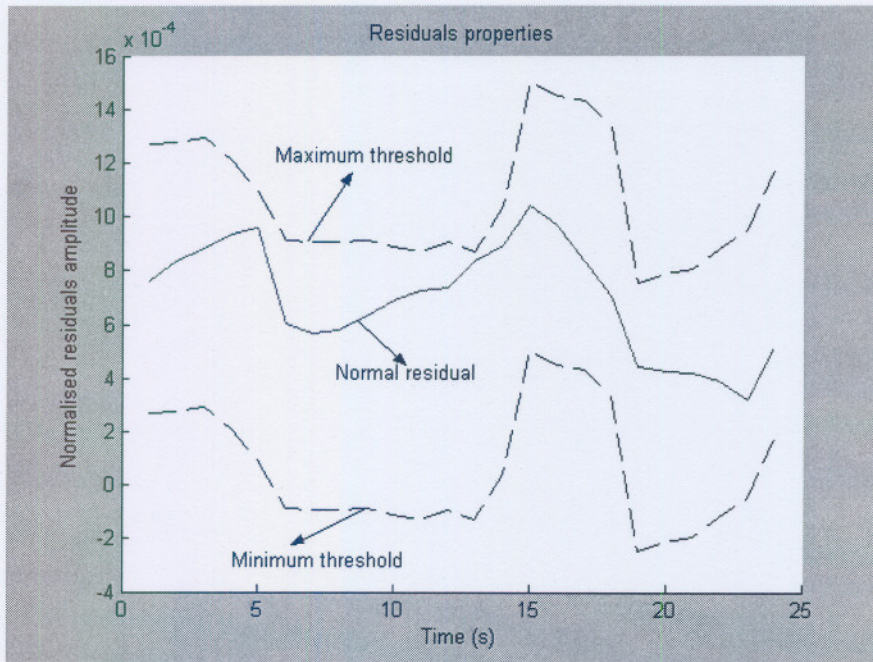 x 10-4
Residuals properties
16
14
12
10
8
6
4
2
0
-2
-4
Normalised residuals amplitude
Maximum threshold
Normal residual
Minimum threshold
0
5
10
15
20
25
Time (s)